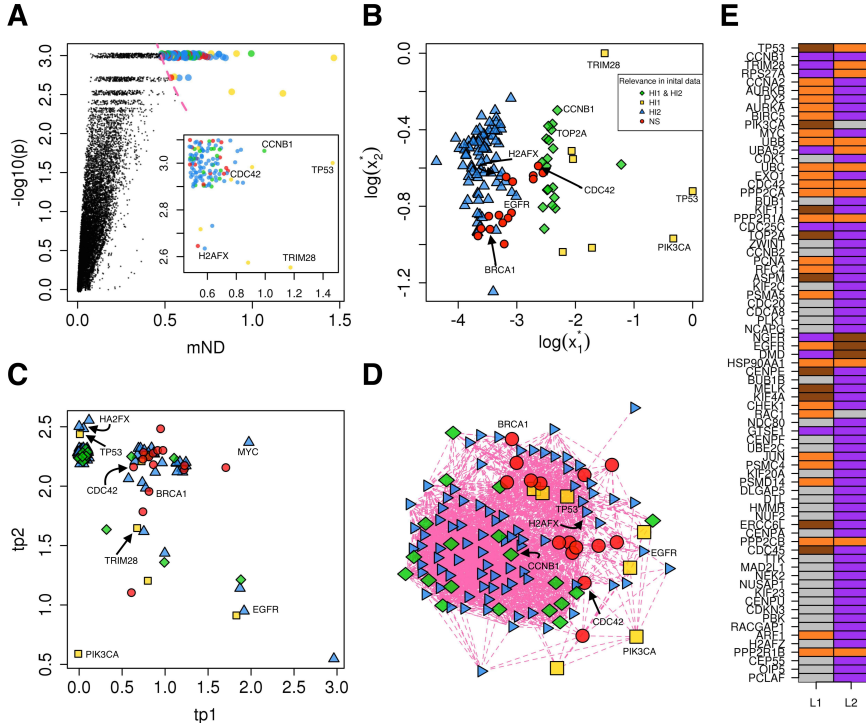 A
3.0
2.5
2.0
1.5
1.0
0.5
0.0
-log10(p)
0.0
0.5
1.0
1.5
mND
3.0
2.8
2.6
0.6
0.8
1.0
1.2
1.4
CCNB1
TP53
CDC42
H2AFX
TRIM28
B
0.0
-0.4
-0.8
-1.2
log(x*2)
-4
-3
-2
-1
0
log(x*1)
TRIM28
Relevance in inital data
HI1 & HI2
HI1
HI2
NS
CCNB1
TOP2A
H2AFX
CDC42
EGFR
TP53
BRCA1
PIK3CA
C
2.5
2.0
1.5
1.0
0.5
tp2
0.0
0.5
1.0
1.5
2.0
2.5
3.0
tp1
HA2FX
TP53
MYC
CDC42
BRCA1
TRIM28
EGFR
PIK3CA
D
BRCA1
TP53
H2AFX
EGFR
CCNB1
CDC42
PIK3CA
E
TP53
CCNB1
TRIM28
RPS27A
CCNA2
AURKB
TPX2
AURKA
BIRC5
PIK3CA
MYC
UBB
UBA52
CDK1
UBC
EXO1
CDC42
PPP2CA
BUB1
KIF11
PPP2R1A
CDC25C
TOP2A
ZWINT
CCNB2
PCNA
RFC4
ASPM
KIF2C
PSMA5
CDC20
CDCA8
PLK1
NCAPG
NGFR
EGFR
DMD
HSP90AA1
CENPE
BUB1B
MELK
KIF4A
CHEK1
RAC1
NDC80
GTSE1
CENPF
UBE2C
JUN
PSMC4
KIF20A
PSMD14
DLGAP5
DTL
HMMR
NUF2
ERCC6L
CENPA
PPP2CB
CDC45
TTK
MAD2L1
NEK2
NUSAP1
KIF23
CENPU
CDKN3
PBK
RACGAP1
ARF1
H2AFZ
PPP2R1B
CEP55
OIP5
PCLAF
L1
L2